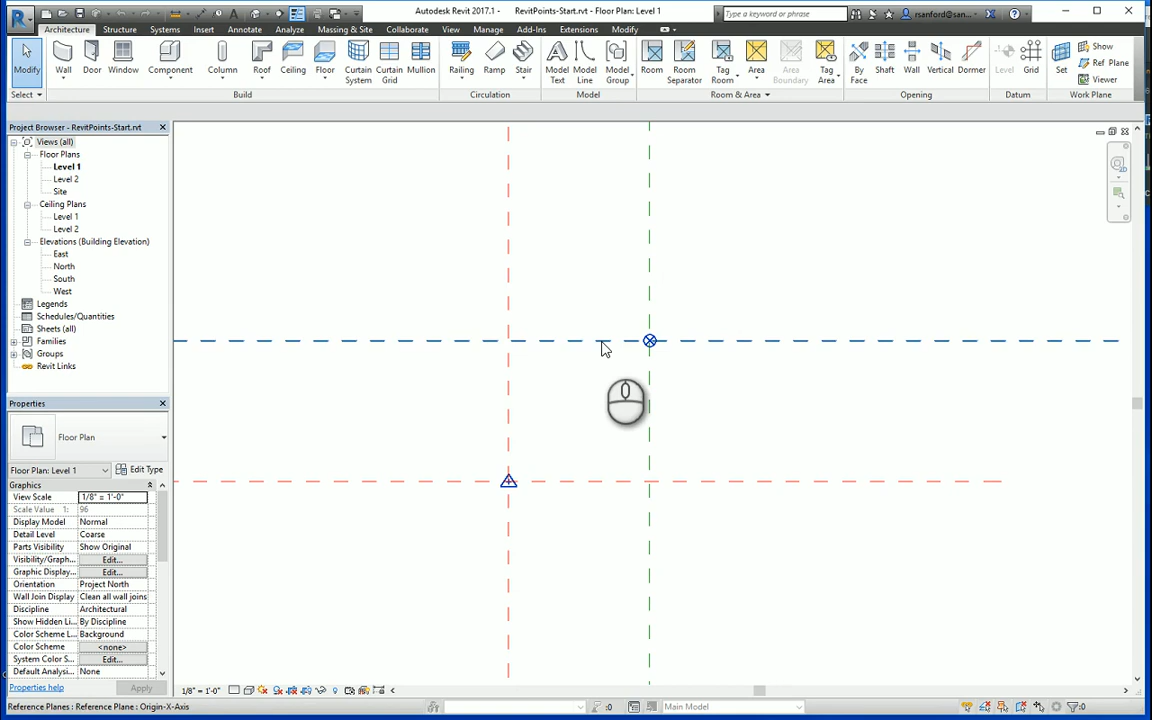 Autodesk Revit 2017.1 - RevitPoints-Start.rvt - Floor Plan: Level 1
Type a keyword or phrase
rsanford@san...
Architecture Structure Systems Insert Annotate Analyze Massing & Site Collaborate View Manage Add-Ins Extensions Modify
Modify Wall Door Window Component Column Roof Ceiling Floor Curtain System Curtain Grid Mullion Railing Ramp Stair Model Text Model Line Model Group Room Room Separator Tag Room Area Area Boundary Tag Area By Face Shaft Wall Vertical Dormer Level Grid Set Show Ref Plane Viewer
Select Build Circulation Model Room & Area Opening Datum Work Plane
Project Browser - RevitPoints-Start.rvt
Views (all)
Floor Plans
Level 1
Level 2
Site
Ceiling Plans
Level 1
Level 2
Elevations (Building Elevation)
East
North
South
West
Legends
Schedules/Quantities
Sheets (all)
Families
Groups
Revit Links
Properties
Floor Plan
Floor Plan: Level 1 Edit Type
Graphics
View Scale 1/8" = 1'-0"
Scale Value 1: 96
Display Model Normal
Detail Level Coarse
Parts Visibility Show Original
Visibility/Graph... Edit...
Graphic Display... Edit...
Orientation Project North
Wall Join Display Clean all wall joins
Discipline Architectural
Show Hidden Li... By Discipline
Color Scheme L... Background
Color Scheme <none>
System Color S... Edit...
Default Analysi... None
Properties help Apply
1/8" = 1'-0"
Reference Planes : Reference Plane : Origin-X-Axis
:0
Main Model
:0